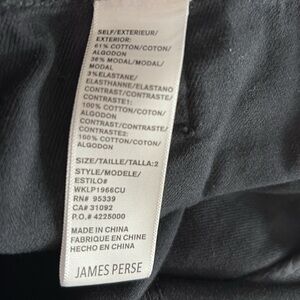 SELF/EXTERIEUR/
EXTERIOR:
61% COTTON/COTON/
ALGODON
36% MODAL/MODAL/
MODAL
3% ELASTANE/
ELASTHANNE/ELASTANO
CONTRAST/CONTRASTE/
CONTRASTE1:
100% COTTON/COTON/
ALGODON
CONTRAST/CONTRASTE/
CONTRASTE2:
100% COTTON/COTON/
ALGODON
SIZE/TAILLE/TALLA:2
STYLE/MODELE/
ESTILO#
WKLP1966CU
RN# 95339
CA# 31092
P.O.# 4225000
MADE IN CHINA
FABRIQUE EN CHINE
HECHO EN CHINA
JAMES PERSE